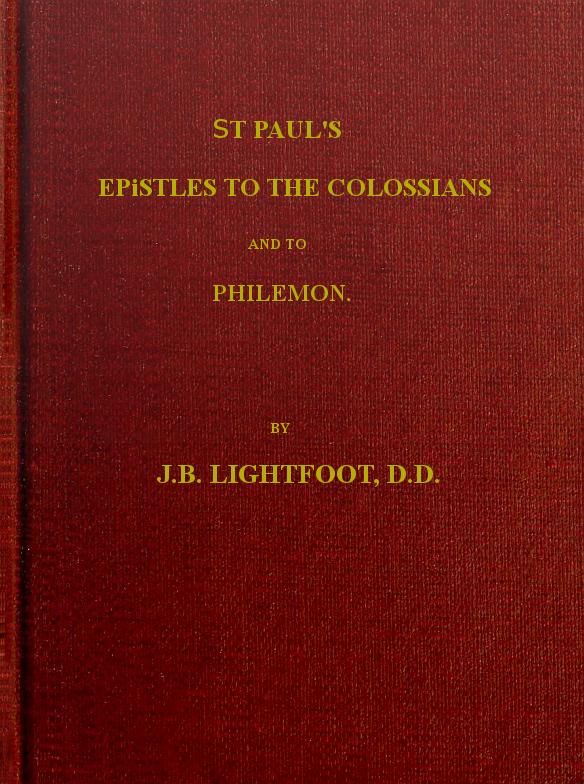 ST PAUL'S
EPiSTLES TO THE COLOSSIANS
AND TO
PHILEMON.
BY
J.B. LIGHTFOOT, D.D.